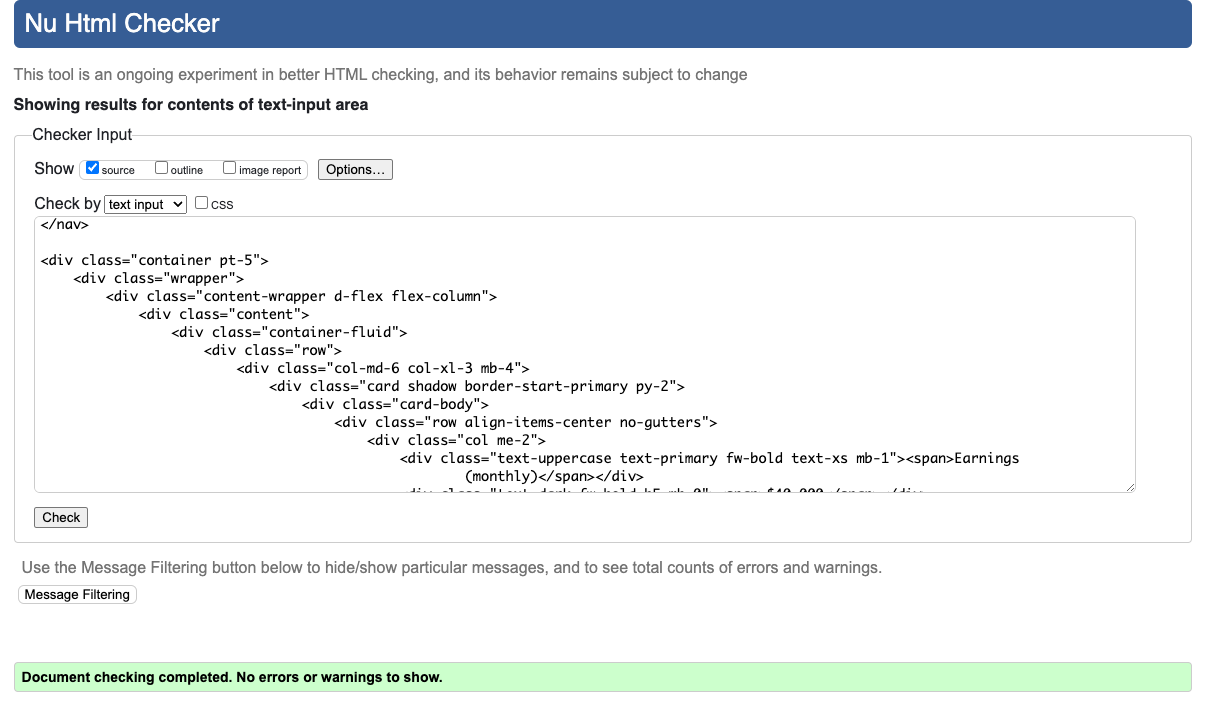 Nu Html Checker
This tool is an ongoing experiment in better HTML checking, and its behavior remains subject to change
Showing results for contents of text-input area
Checker Input
Show source outline image report Options...
Check by text input css
</nav>
<div class="container pt-5">
<div class="wrapper">
<div class="content-wrapper d-flex flex-column">
<div class="content">
<div class="container-fluid">
<div class="row">
<div class="col-md-6 col-xl-3 mb-4">
<div class="card shadow border-start-primary py-2">
<div class="card-body">
<div class="row align-items-center no-gutters">
<div class="col me-2">
<div class="text-uppercase text-primary fw-bold text-xs mb-1"><span>Earnings
(monthly)</span></div>
Check
Use the Message Filtering button below to hide/show particular messages, and to see total counts of errors and warnings.
Message Filtering
Document checking completed. No errors or warnings to show.